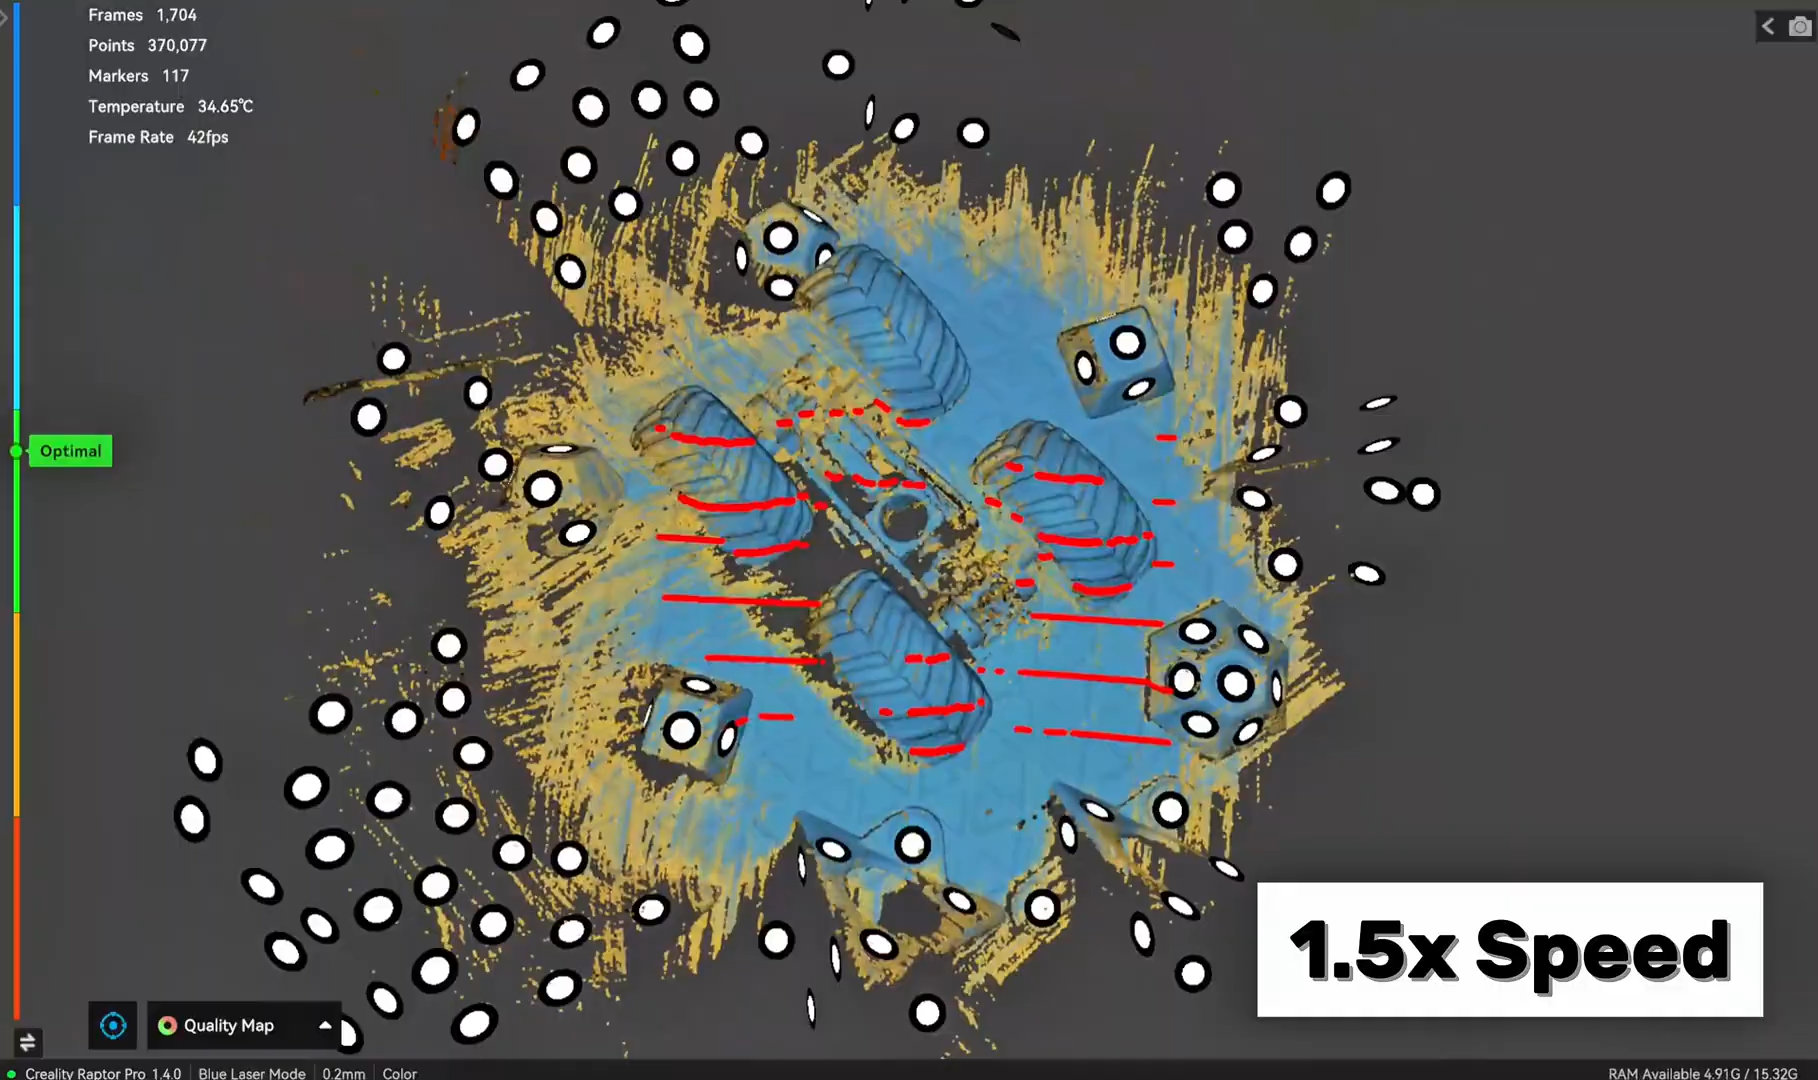 Frames 1,704
Points 370,077
Markers 117
Temperature 34.65℃
Frame Rate 42fps
Optimal
1.5x Speed
Quality Map
Creality Raptor Pro 1.4.0 Blue Laser Mode 0.2mm Color RAM Available 4.91G / 15.32G